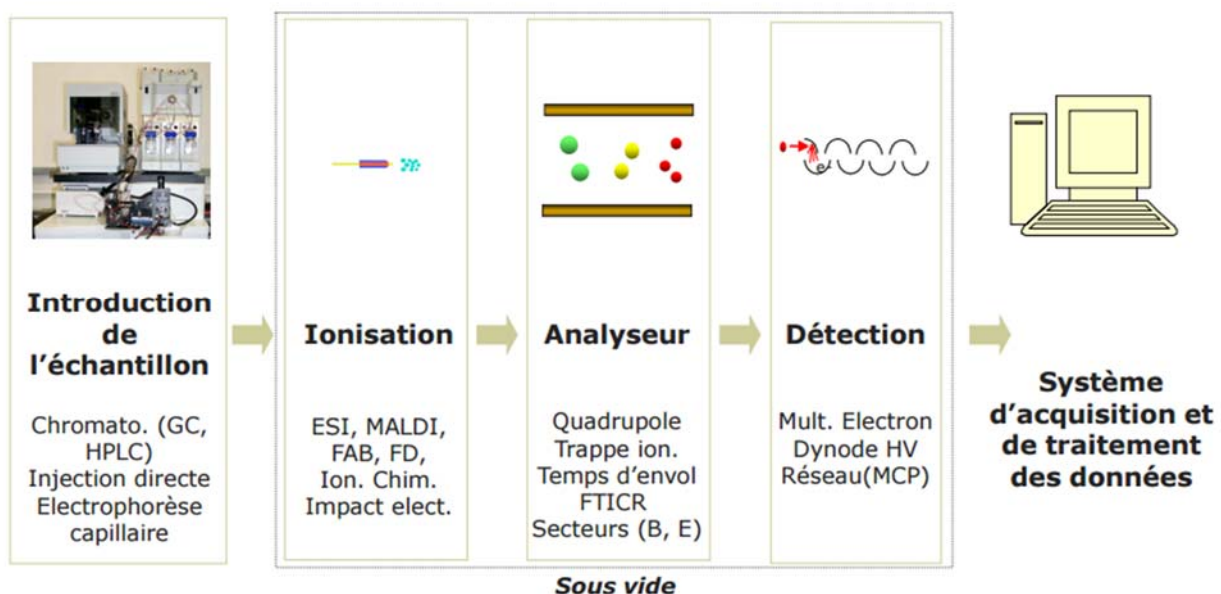 Introduction
de
l'échantillon
Chromato. (GC,
HPLC)
Injection directe
Electrophorèse
capillaire
Ionisation
ESI, MALDI,
FAB, FD,
Ion. Chim.
Impact elect.
Analyseur
Quadrupole
Trappe ion.
Temps d'envol
FTICR
Secteurs (B, E)
e-
Détection
Mult. Electron
Dynode HV
Réseau(MCP)
Système
d'acquisition et
de traitement
des données
Sous vide